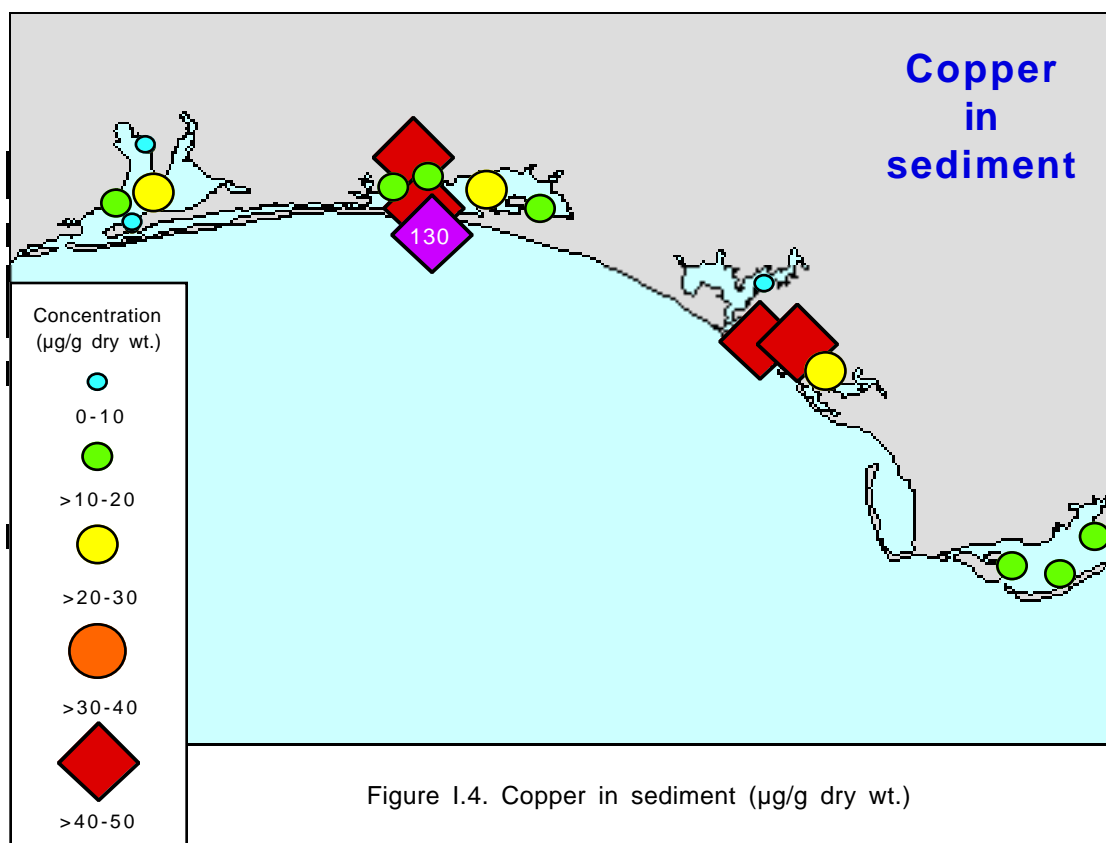 Copper
in
sediment
130
Concentration
(µg/g dry wt.)
0-10
>10-20
>20-30
>30-40
>40-50
Figure I.4. Copper in sediment (µg/g dry wt.)